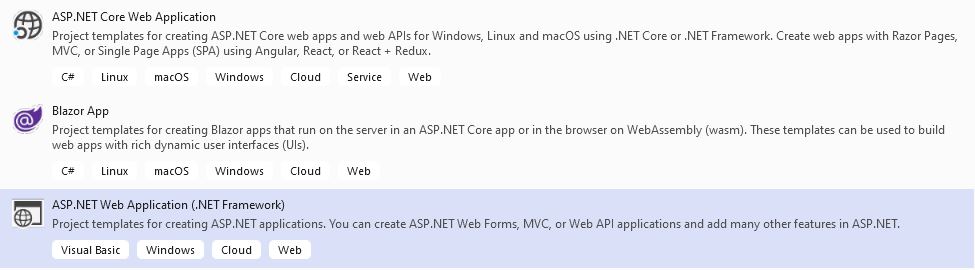 ASP.NET Core Web Application
Project templates for creating ASP.NET Core web apps and web APIs for Windows, Linux and macOS using .NET Core or .NET Framework. Create web apps with Razor Pages,
MVC, or Single Page Apps (SPA) using Angular, React, or React + Redux.
C# Linux macOS Windows Cloud Service Web
Blazor App
Project templates for creating Blazor apps that run on the server in an ASP.NET Core app or in the browser on WebAssembly (wasm). These templates can be used to build
web apps with rich dynamic user interfaces (UIs).
C# Linux macOS Windows Cloud Web
ASP.NET Web Application (.NET Framework)
Project templates for creating ASP.NET applications. You can create ASP.NET Web Forms, MVC, or Web API applications and add many other features in ASP.NET.
Visual Basic Windows Cloud Web